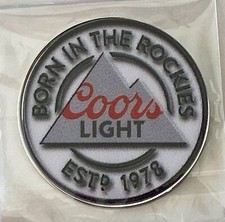 BORN IN THE ROCKIES
Coors
LIGHT
ESTD 1978